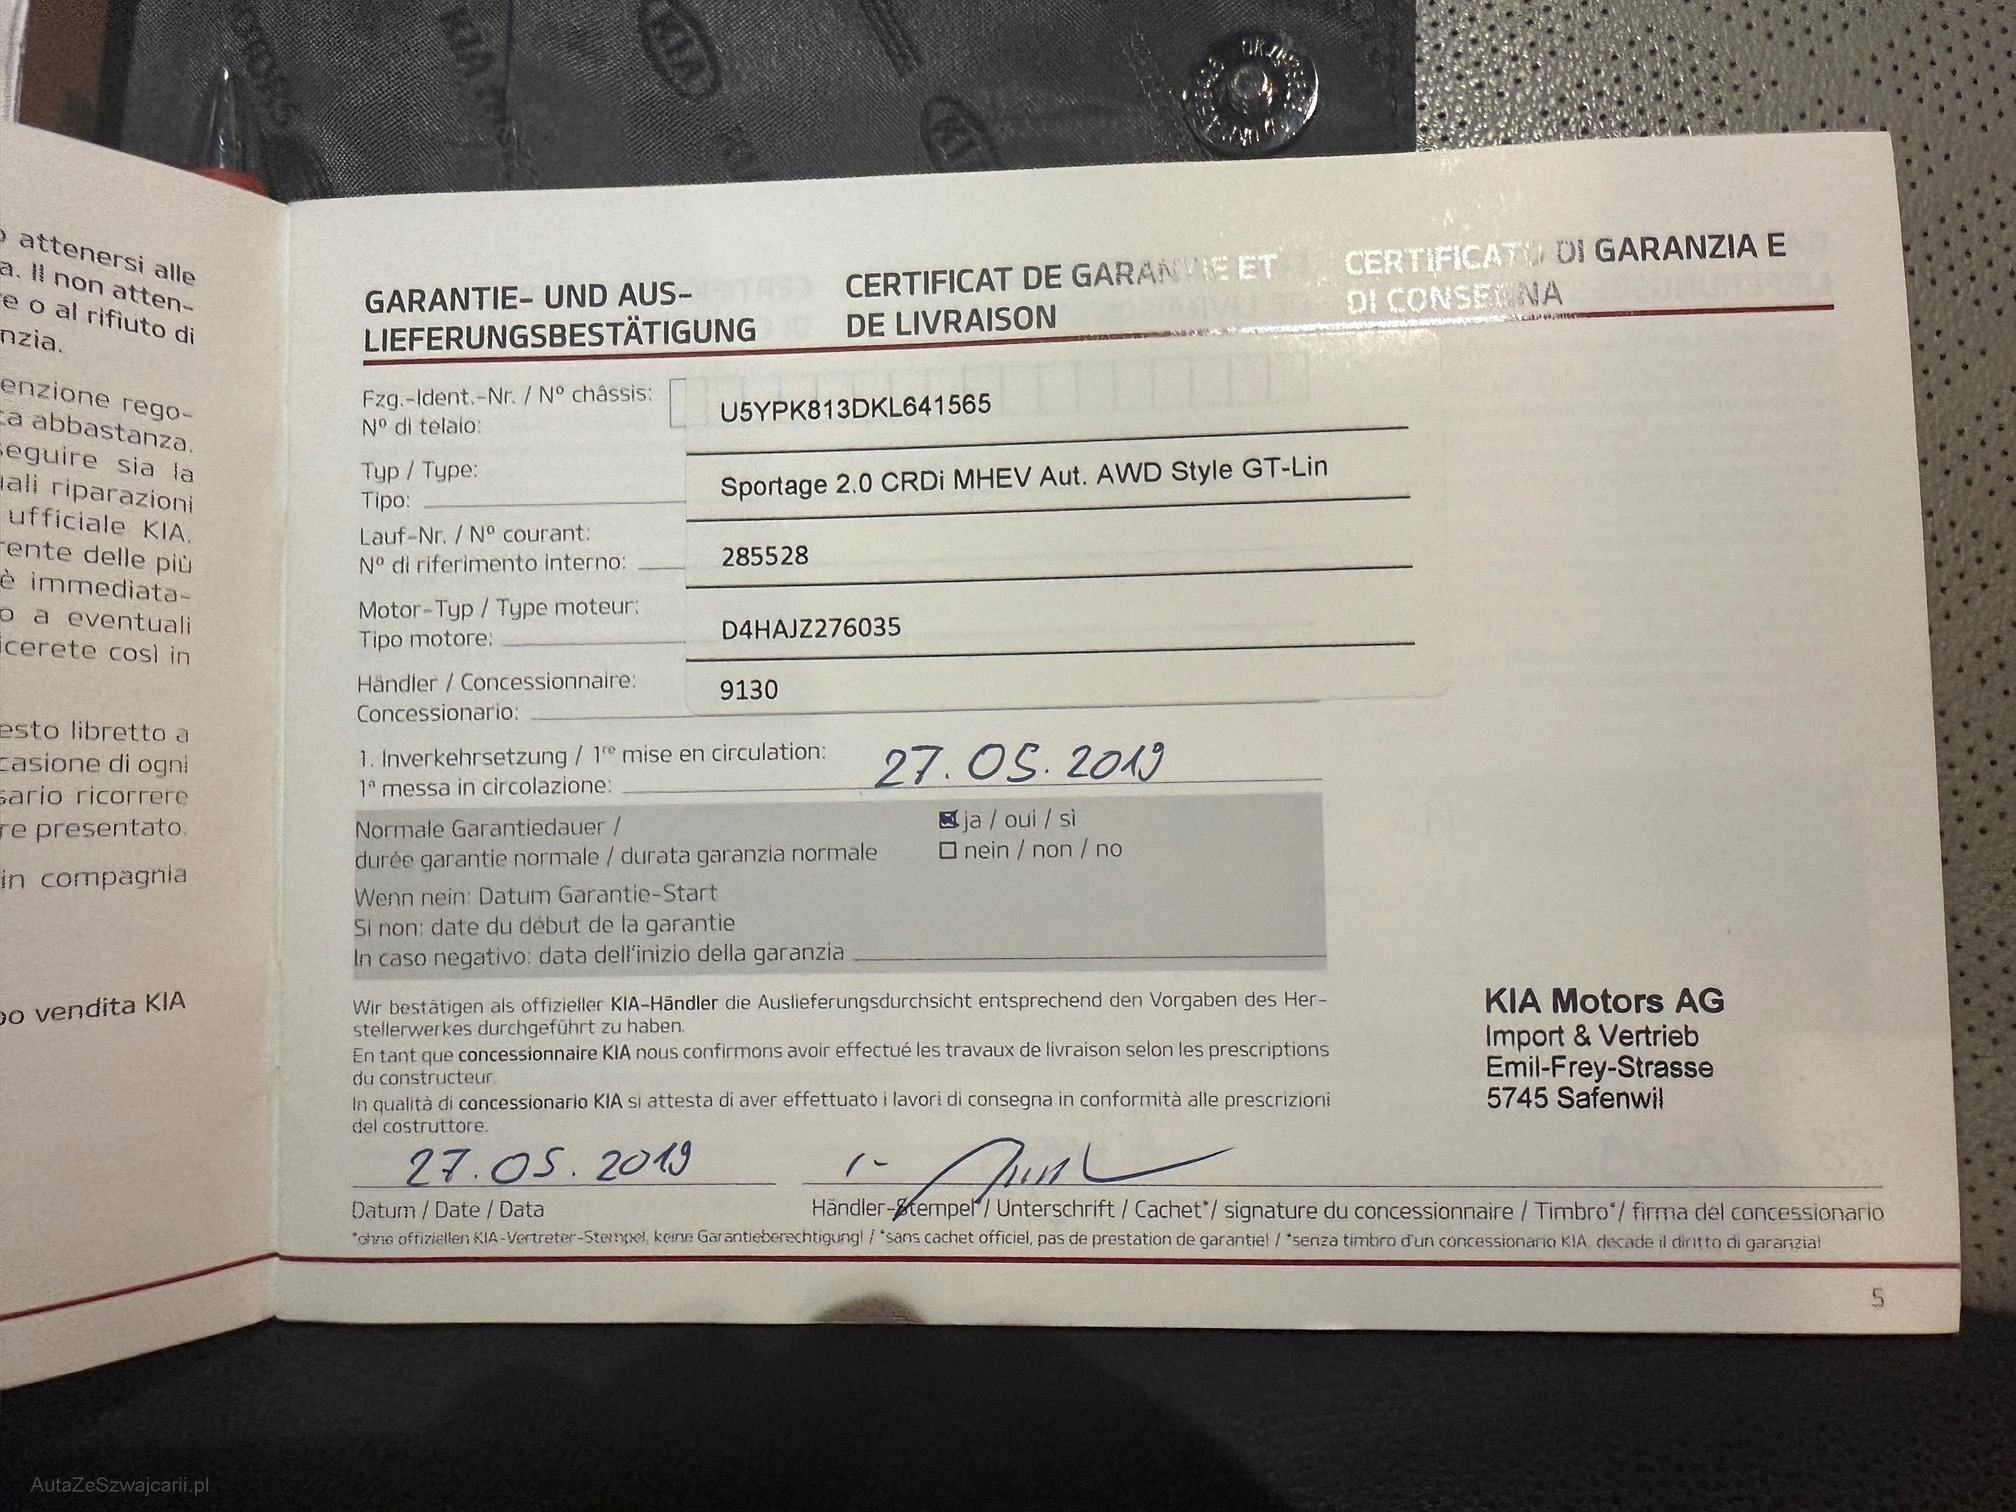 KIA
o attenersi alle
a. Il non atten-
re o al rifiuto di
nzia.
enzione rego-
ta abbastanza.
seguire sia la
uali riparazioni
ufficiale KIA.
rente delle più
è immediata-
o a eventuali
icerete così in
esto libretto a
casione di ogni
sario ricorrere
re presentato.
in compagnia
po vendita KIA
GARANTIE- UND AUS-
LIEFERUNGSBESTÄTIGUNG
CERTIFICAT DE GARANTIE ET
DE LIVRAISON
CERTIFICATO DI GARANZIA E
DI CONSEGNA
Fzg.-Ident.-Nr. / Nº châssis:
Nº di telaio:
U5YPK813DKL641565
Typ / Type:
Tipo:
Sportage 2.0 CRDi MHEV Aut. AWD Style GT-Lin
Lauf-Nr. / Nº courant:
Nº di riferimento interno:
285528
Motor-Typ / Type moteur:
Tipo motore:
D4HAJZ276035
Händler / Concessionnaire:
Concessionario:
9130
1. Inverkehrsetzung / 1re mise en circulation:
1ª messa in circolazione:
27.05.2019
Normale Garantiedauer /
durée garantie normale / durata garanzia normale
ja / oui / sì
nein / non / no
Wenn nein: Datum Garantie-Start
Si non: date du début de la garantie
In caso negativo: data dell'inizio della garanzia
Wir bestätigen als offizieller KIA-Händler die Auslieferungsdurchsicht entsprechend den Vorgaben des Her-
stellerwerkes durchgeführt zu haben.
En tant que concessionnaire KIA nous confirmons avoir effectué les travaux de livraison selon les prescriptions
du constructeur.
In qualità di concessionario KIA si attesta di aver effettuato i lavori di consegna in conformità alle prescrizioni
del costruttore.
KIA Motors AG
Import & Vertrieb
Emil-Frey-Strasse
5745 Safenwil
27.05.2019
Datum / Date / Data
Händler-Stempel*/ Unterschrift / Cachet*/ signature du concessionnaire / Timbro*/ firma del concessionario
*ohne offiziellen KIA-Vertreter-Stempel, keine Garantieberechtigung! / *sans cachet officiel, pas de prestation de garantie! / *senza timbro d'un concessionario KIA, decade il diritto di garanzia!
5
AutaZeSzwajcarii.pl